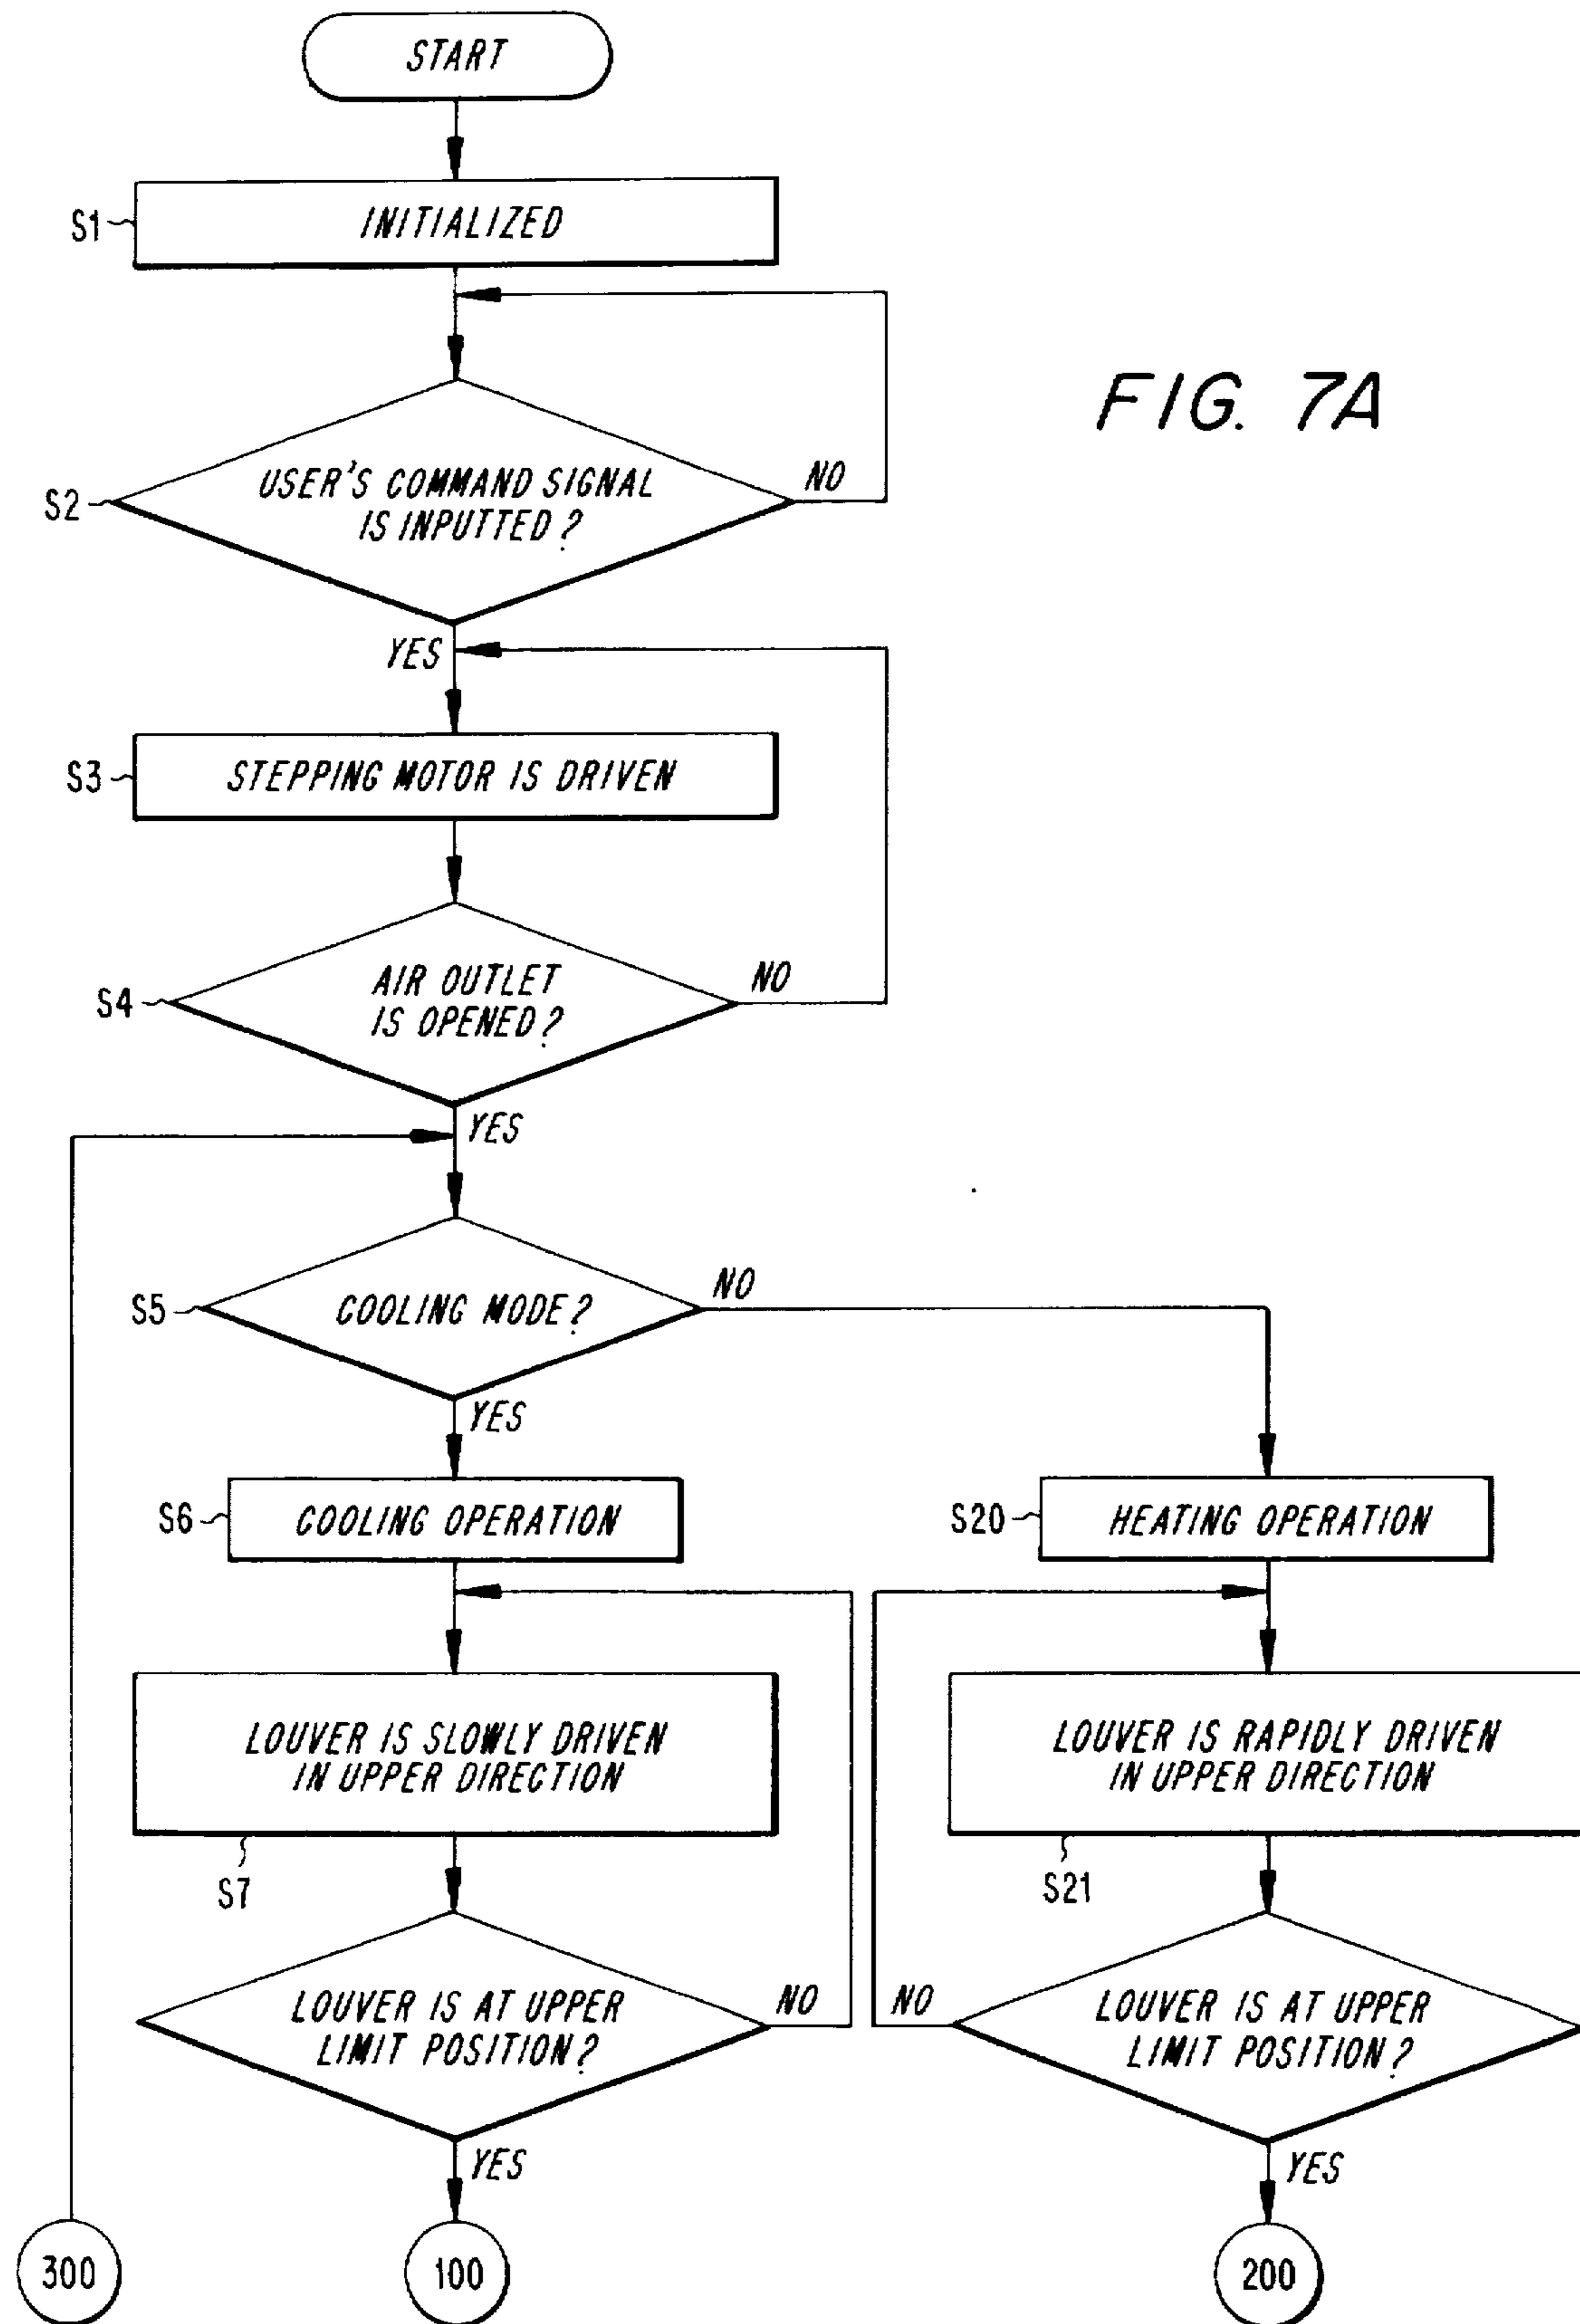 START
S1
INITIALIZED
FIG. 7A
S2
USER'S COMMAND SIGNAL
IS INPUTTED?
NO
YES
S3
STEPPING MOTOR IS DRIVEN
S4
AIR OUTLET
IS OPENED?
NO
YES
S5
COOLING MODE?
NO
YES
S6
COOLING OPERATION
S20
HEATING OPERATION
LOUVER IS SLOWLY DRIVEN
IN UPPER DIRECTION
S7
LOUVER IS RAPIDLY DRIVEN
IN UPPER DIRECTION
S21
LOUVER IS AT UPPER
LIMIT POSITION?
NO
YES
NO
LOUVER IS AT UPPER
LIMIT POSITION?
YES
300
100
200